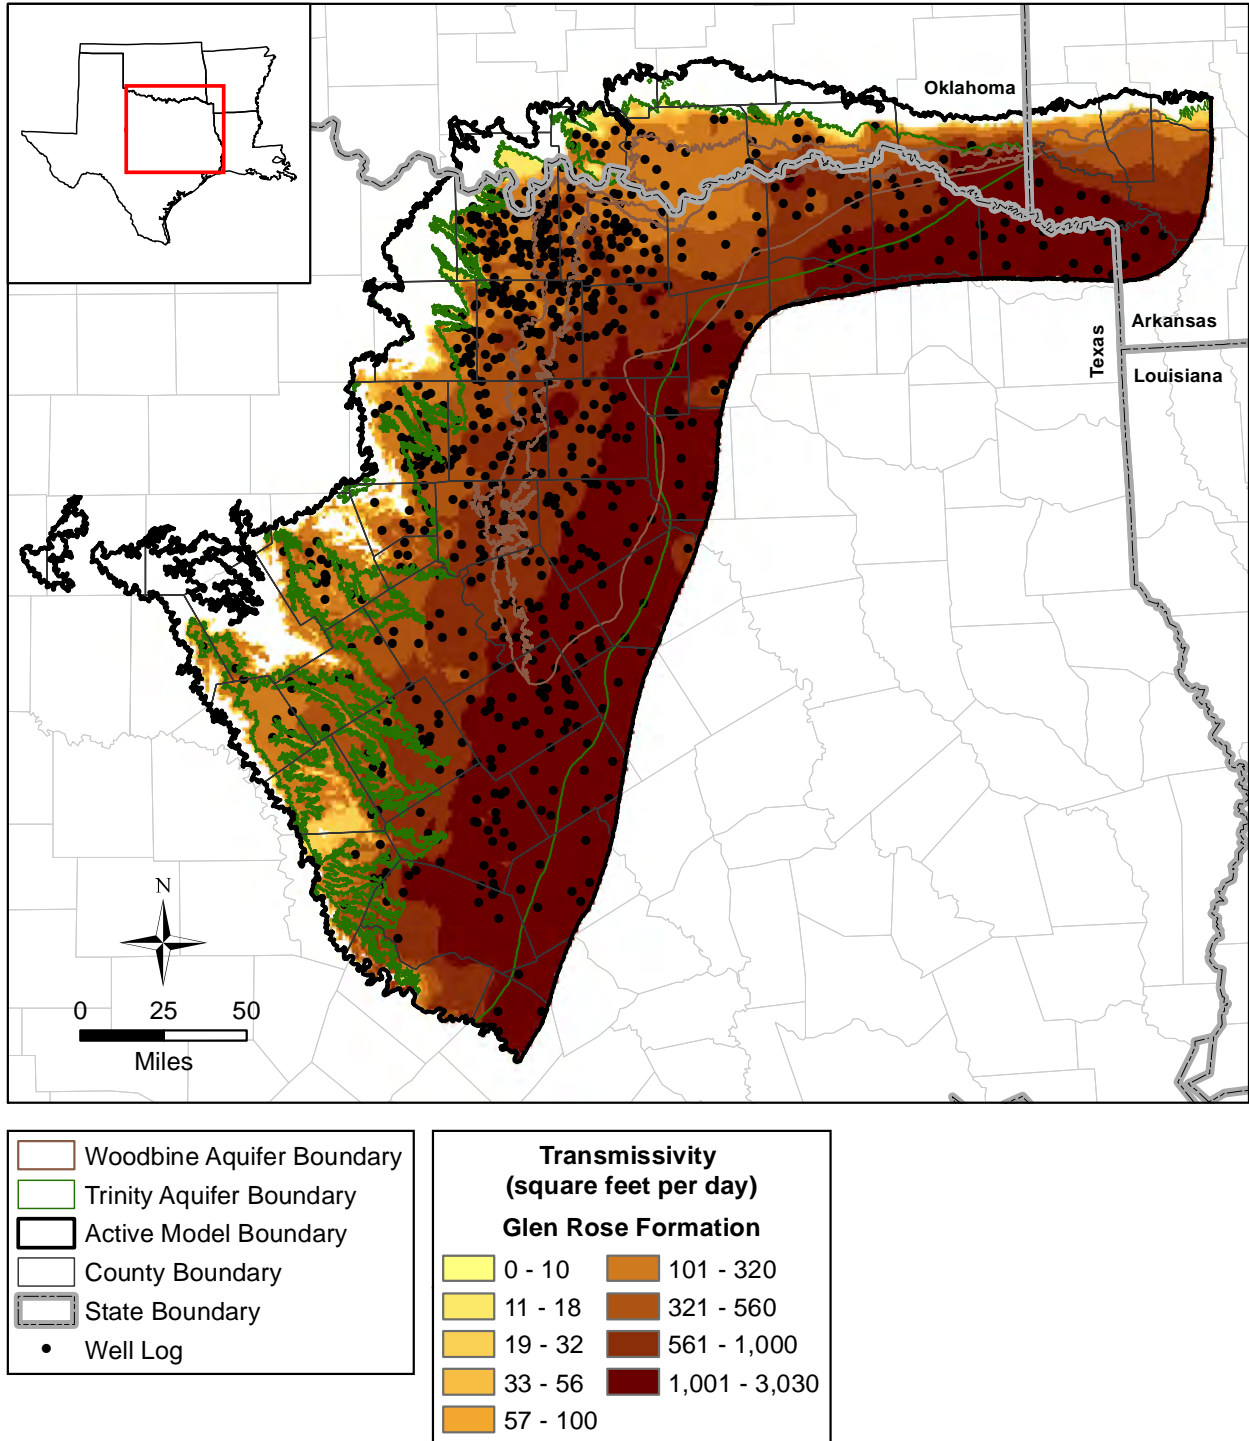 Oklahoma
Arkansas
Texas
Louisiana
N
0 25 50
Miles
Woodbine Aquifer Boundary
Trinity Aquifer Boundary
Active Model Boundary
County Boundary
State Boundary
Well Log
Transmissivity
(square feet per day)
Glen Rose Formation
0 - 10
11 - 18
19 - 32
33 - 56
57 - 100
101 - 320
321 - 560
561 - 1,000
1,001 - 3,030